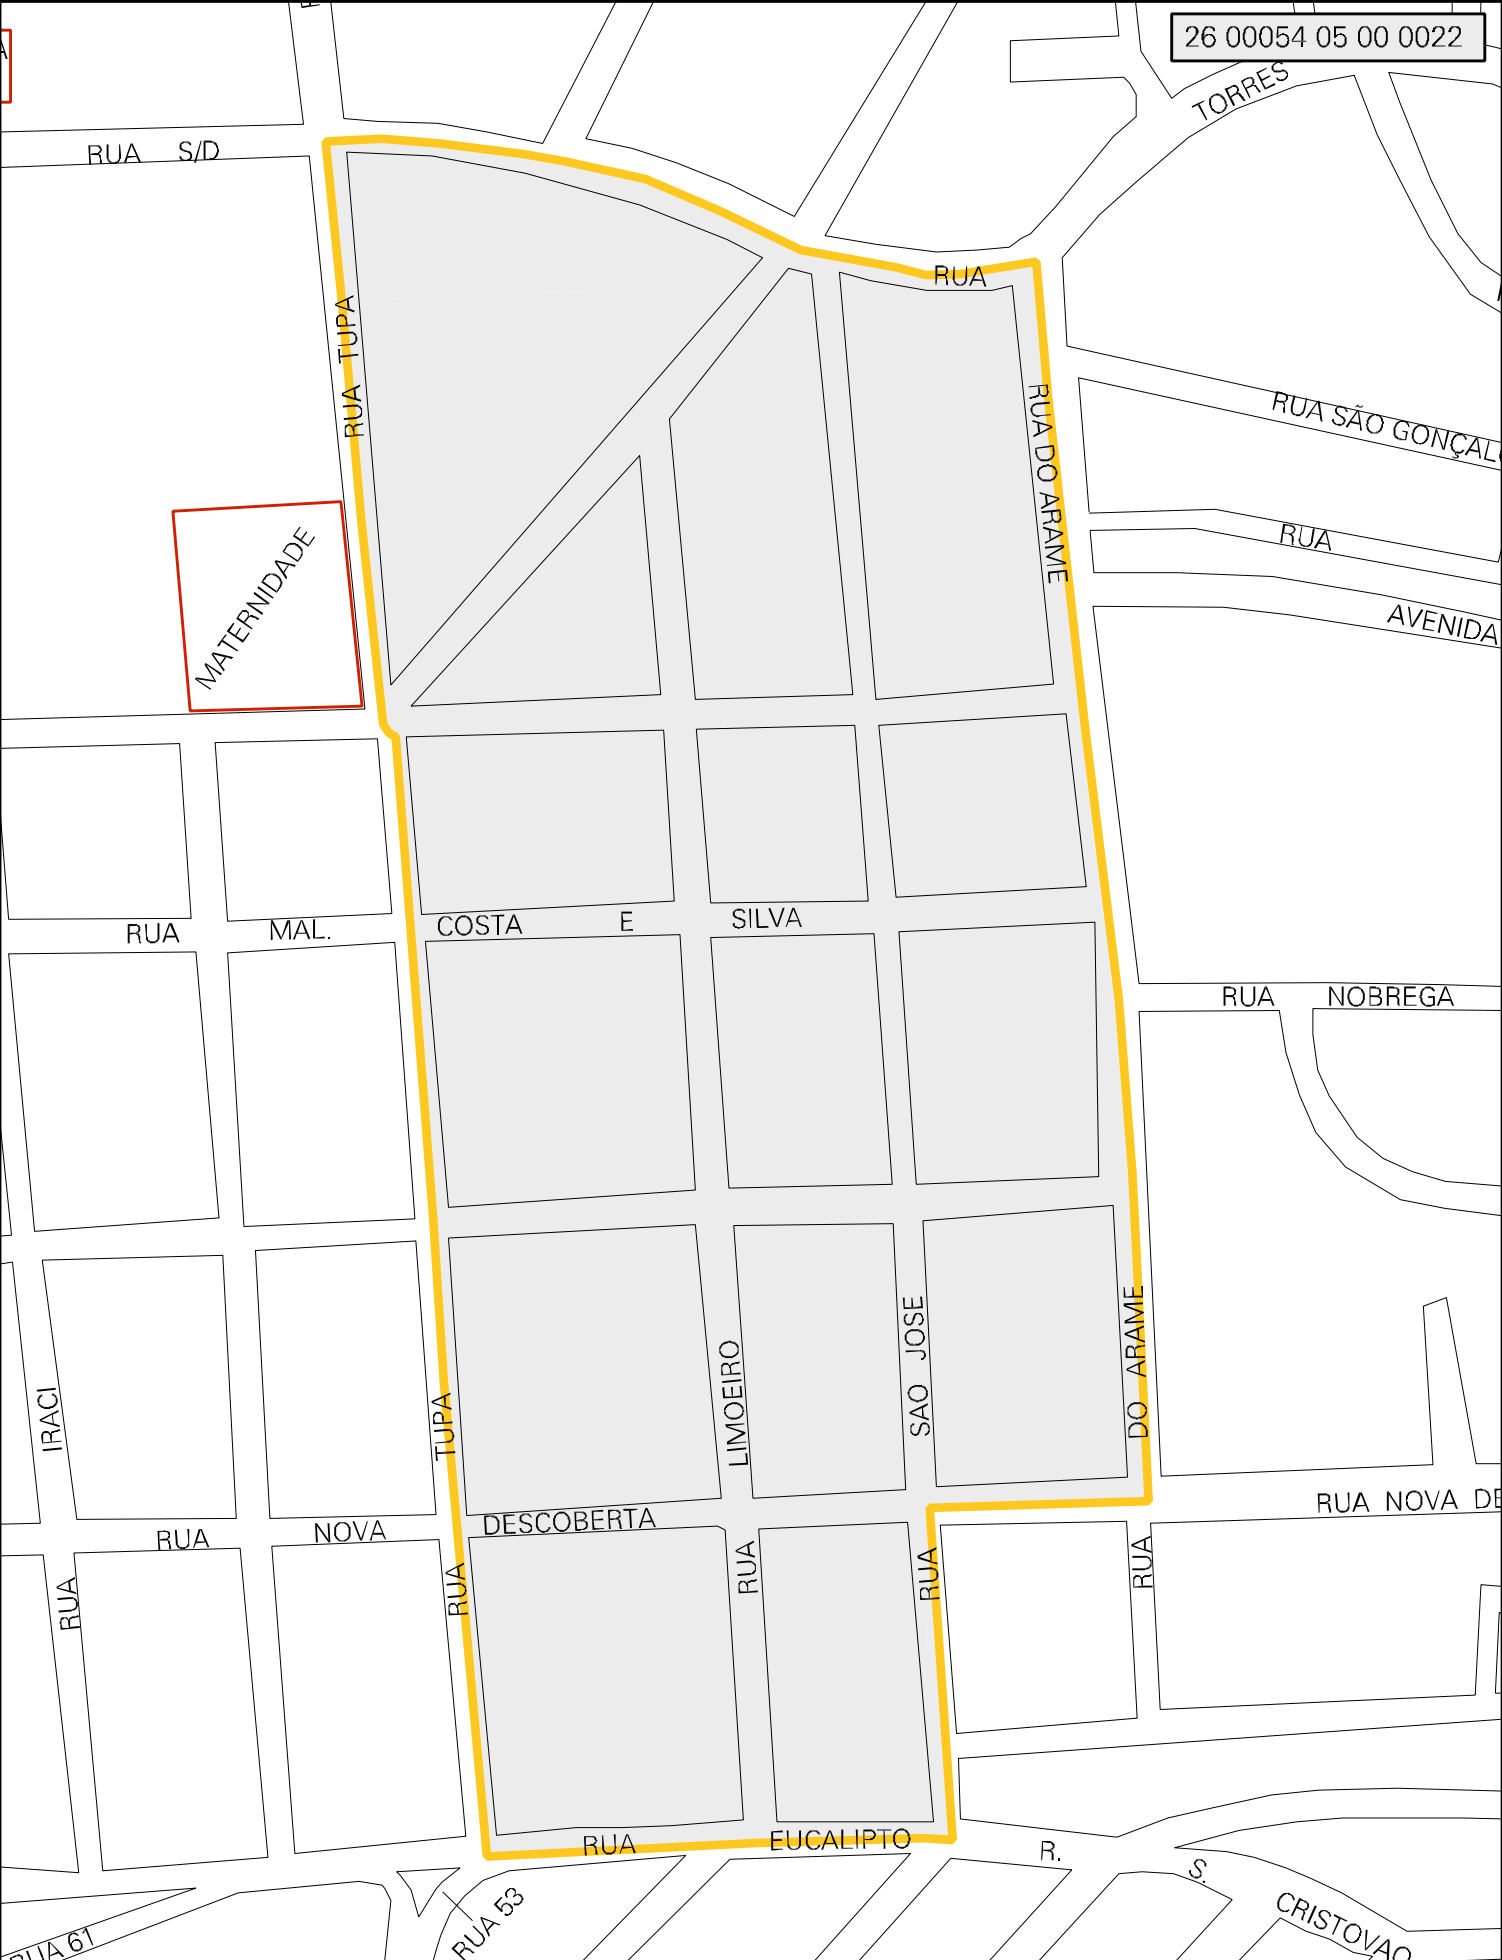 26 00054 05 00 0022
TORRES
RUA S/D
RUA
RUA TUPA
RUA DO ARAME
RUA SÃO GONÇAL
RUA
MATERNIDADE
AVENIDA
RUA MAL. COSTA E SILVA
RUA NOBREGA
IRACI
TUPA
LIMOEIRO
SAO JOSE
DO ARAME
RUA NOVA DE
RUA NOVA DESCOBERTA
RUA
RUA
RUA
RUA
RUA
RUA EUCALIPTO
R. S. CRISTOVAO
RUA 53
RUA 61